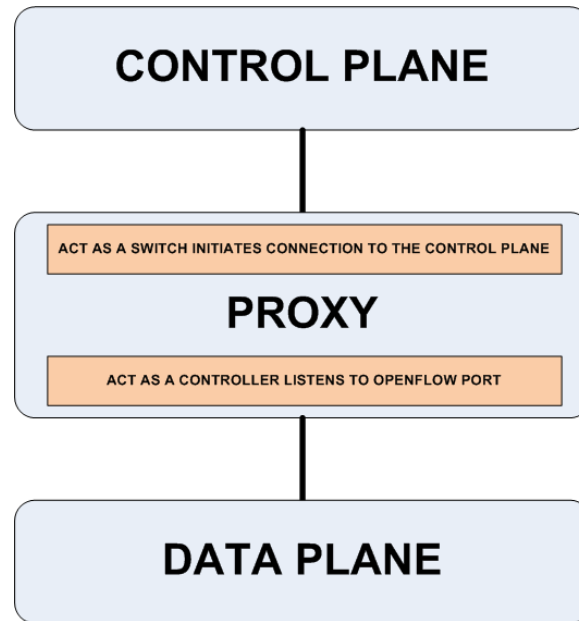 CONTROL PLANE
ACT AS A SWITCH INITIATES CONNECTION TO THE CONTROL PLANE
PROXY
ACT AS A CONTROLLER LISTENS TO OPENFLOW PORT
DATA PLANE